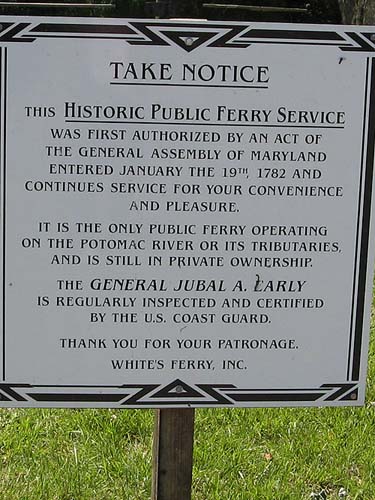 TAKE NOTICE
THIS HISTORIC PUBLIC FERRY SERVICE
WAS FIRST AUTHORIZED BY AN ACT OF
THE GENERAL ASSEMBLY OF MARYLAND
ENTERED JANUARY THE 19TH, 1782 AND
CONTINUES SERVICE FOR YOUR CONVENIENCE
AND PLEASURE.
IT IS THE ONLY PUBLIC FERRY OPERATING
ON THE POTOMAC RIVER OR ITS TRIBUTARIES,
AND IS STILL IN PRIVATE OWNERSHIP.
THE GENERAL JUBAL A. EARLY
IS REGULARLY INSPECTED AND CERTIFIED
BY THE U.S. COAST GUARD.
THANK YOU FOR YOUR PATRONAGE.
WHITE'S FERRY, INC.